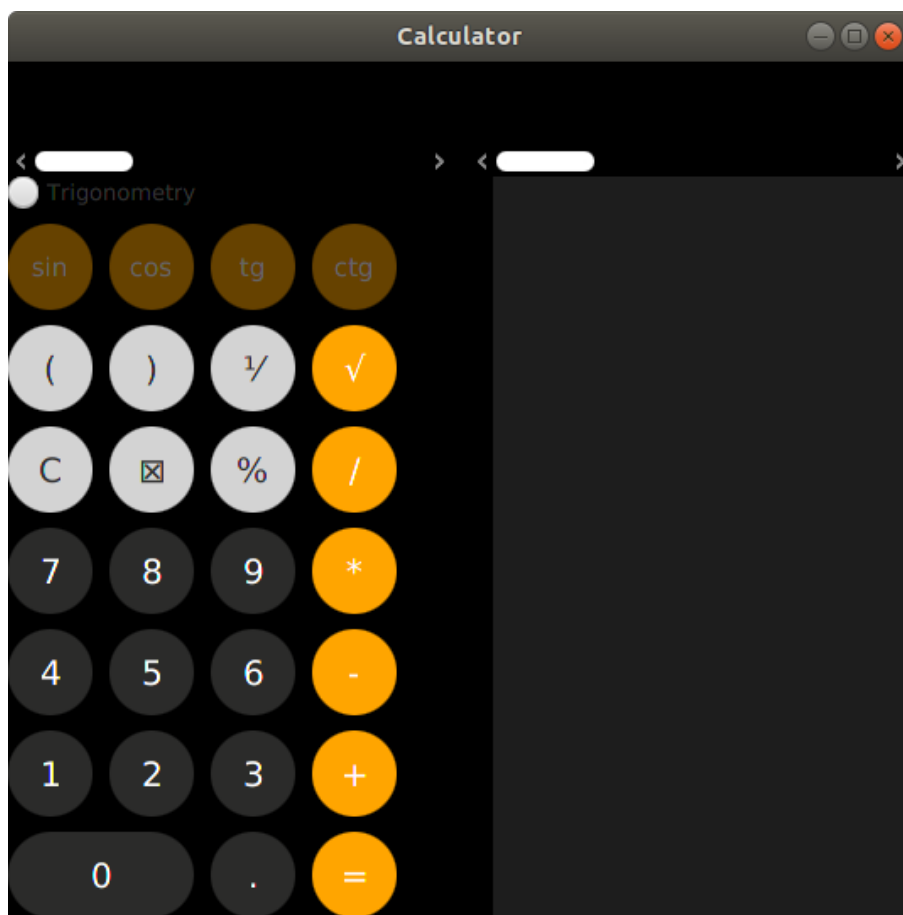 Calculator
Trigonometry
sin cos tg ctg
( ) ⅟ √
C ☒ % /
7 8 9 *
4 5 6 -
1 2 3 +
0 . =